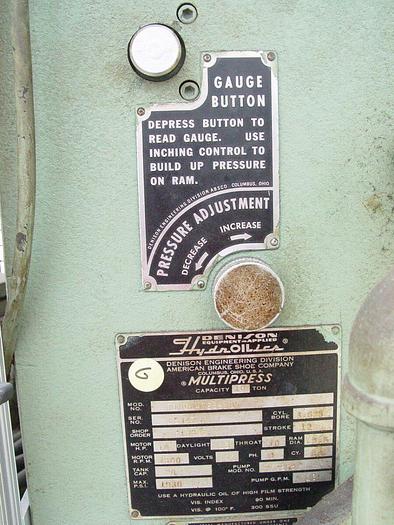 GAUGE
BUTTON
DEPRESS BUTTON TO
READ GAUGE. USE
INCHING CONTROL TO
BUILD UP PRESSURE
ON RAM.
DENISON ENGINEERING DIVISION ABSCO COLUMBUS, OHIO
PRESSURE ADJUSTMENT
INCREASE
DECREASE
DENISON
EQUIPMENT APPLIED
HydrOILics
DENISON ENGINEERING DIVISION
AMERICAN BRAKE SHOE COMPANY
COLUMBUS, OHIO, U.S.A.
MULTIPRESS
CAPACITY TON
G
MOD. NO.
SER. NO. CYL. BORE
SHOP ORDER STROKE 12
MOTOR H.P. DAYLIGHT THROAT RAM DIA.
MOTOR R.P.M. VOLTS PH. CY.
TANK CAP. PUMP MOD. NO.
MAX. P.S.I. PUMP G.P.M.
USE A HYDRAULIC OIL OF HIGH FILM STRENGTH
VIS. INDEX 90 MIN.
VIS. @ 100° F. 300 SSU